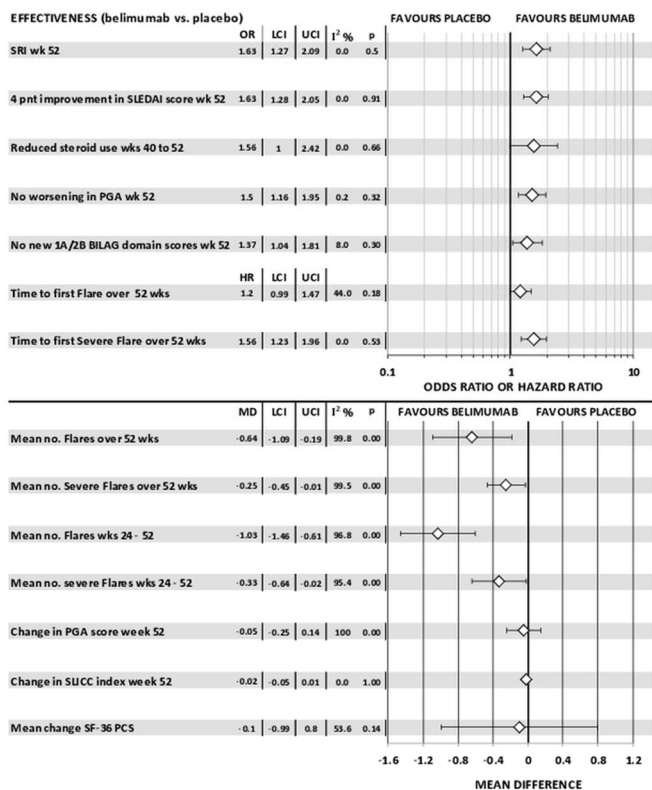 EFFECTIVENESS (belimumab vs. placebo) FAVOURS PLACEBO FAVOURS BELIMUMAB
OR LCI UCI I² % p
SRI wk 52 1.63 1.27 2.09 0.0 0.5
4 pnt improvement in SLEDAI score wk 52 1.63 1.28 2.05 0.0 0.91
Reduced steroid use wks 40 to 52 1.56 1 2.42 0.0 0.66
No worsening in PGA wk 52 1.5 1.16 1.95 0.2 0.32
No new 1A/2B BILAG domain scores wk 52 1.37 1.04 1.81 8.0 0.30
HR LCI UCI
Time to first Flare over 52 wks 1.2 0.99 1.47 44.0 0.18
Time to first Severe Flare over 52 wks 1.56 1.23 1.96 0.0 0.53
0.1 1 10
ODDS RATIO OR HAZARD RATIO
MD LCI UCI I² % p FAVOURS BELIMUMAB FAVOURS PLACEBO
Mean no. Flares over 52 wks -0.64 -1.09 -0.19 99.8 0.00
Mean no. Severe Flares over 52 wks -0.25 -0.45 -0.01 99.5 0.00
Mean no. Flares wks 24 - 52 -1.03 -1.46 -0.61 96.8 0.00
Mean no. severe Flares wks 24 - 52 -0.33 -0.64 -0.02 95.4 0.00
Change in PGA score week 52 -0.05 -0.25 0.14 100 0.00
Change in SLICC index week 52 -0.02 -0.05 0.01 0.0 1.00
Mean change SF-36 PCS -0.1 -0.99 0.8 53.6 0.14
-1.6 -1.2 -0.8 -0.4 0 0.4 0.8 1.2
MEAN DIFFERENCE